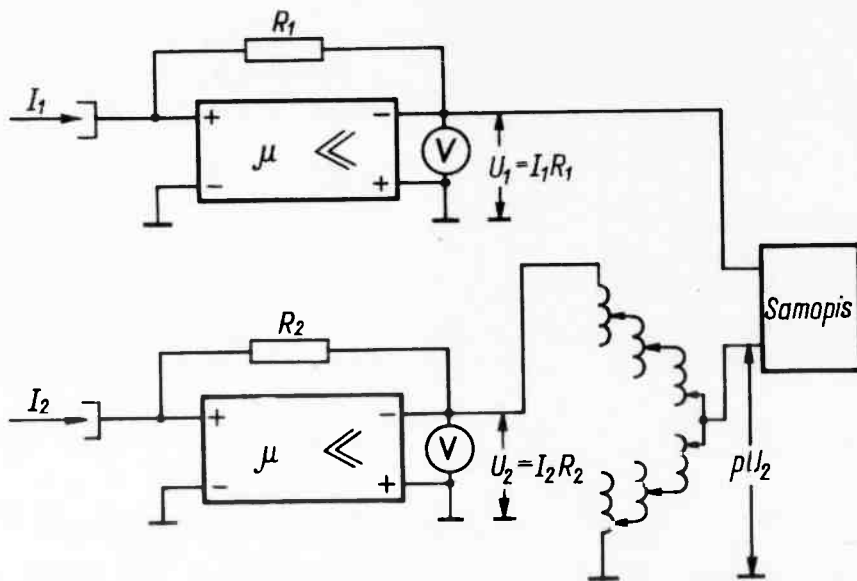 R₁
I₁
+
−
μ
≪
−
+
V
U₁ = I₁R₁
Samopis
R₂
I₂
+
−
μ
≪
−
+
V
U₂ = I₂R₂
pU₂